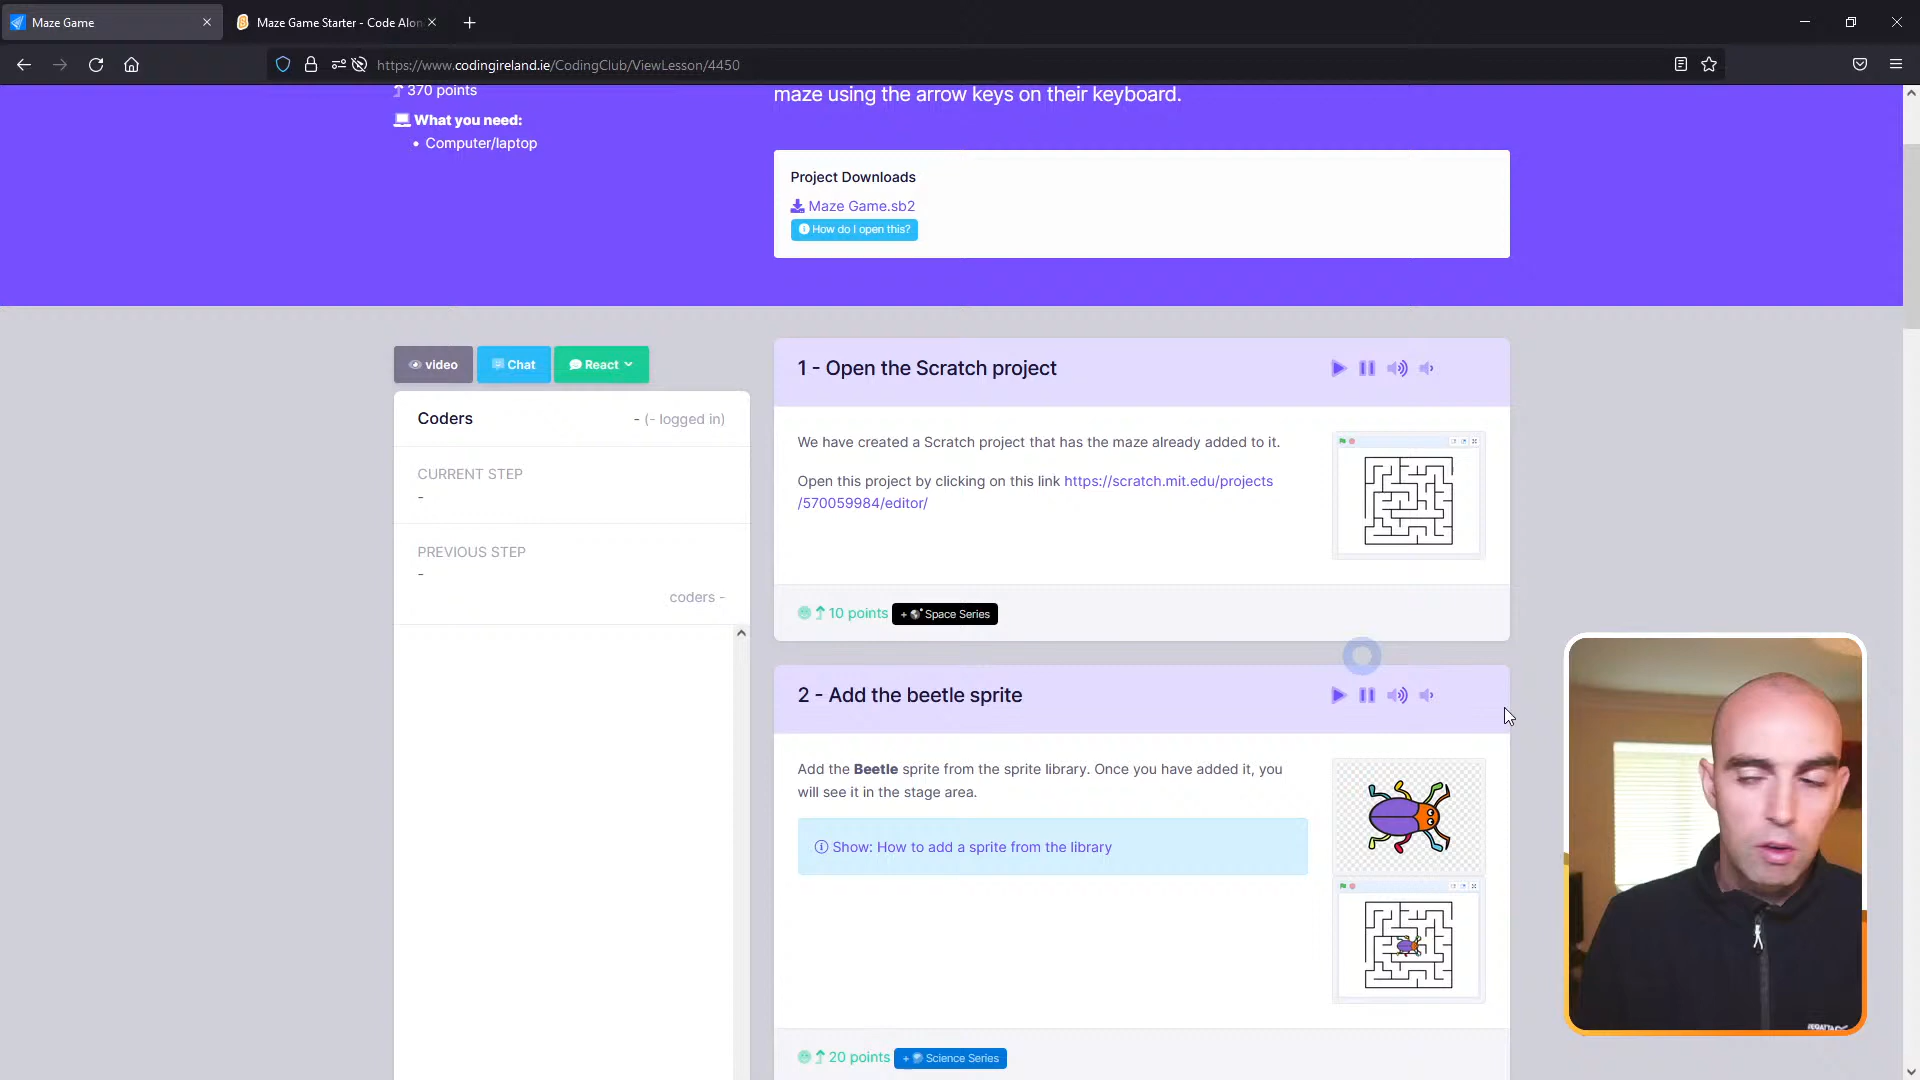 Maze Game
Maze Game Starter - Code Alon
https://www.codingireland.ie/CodingClub/ViewLesson/4450
370 points
What you need:
• Computer/laptop
maze using the arrow keys on their keyboard.
Project Downloads
Maze Game.sb2
How do I open this?
video
Chat
React
Coders
- (- logged in)
CURRENT STEP
-
PREVIOUS STEP
-
coders -
1 - Open the Scratch project
We have created a Scratch project that has the maze already added to it.
Open this project by clicking on this link https://scratch.mit.edu/projects
/570059984/editor/
10 points
+ Space Series
2 - Add the beetle sprite
Add the Beetle sprite from the sprite library. Once you have added it, you
will see it in the stage area.
Show: How to add a sprite from the library
20 points
+ Science Series